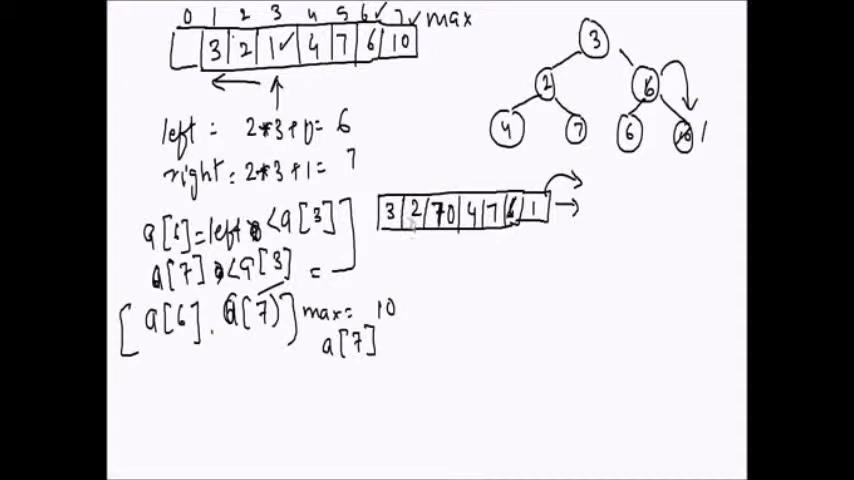 0 1 2 3 4 5 6 ✓ 7 ✓ max
3 2 1 ✓ 4 7 6 10
left = 2*3+0= 6
right = 2*3+1= 7
a[6]=left <a[3]
a[7] <a[3] =
[a[6], a[7]] max= 10
a[7]
3
2 6
4 7 6 10 1
3 2 70 4 7 6 1